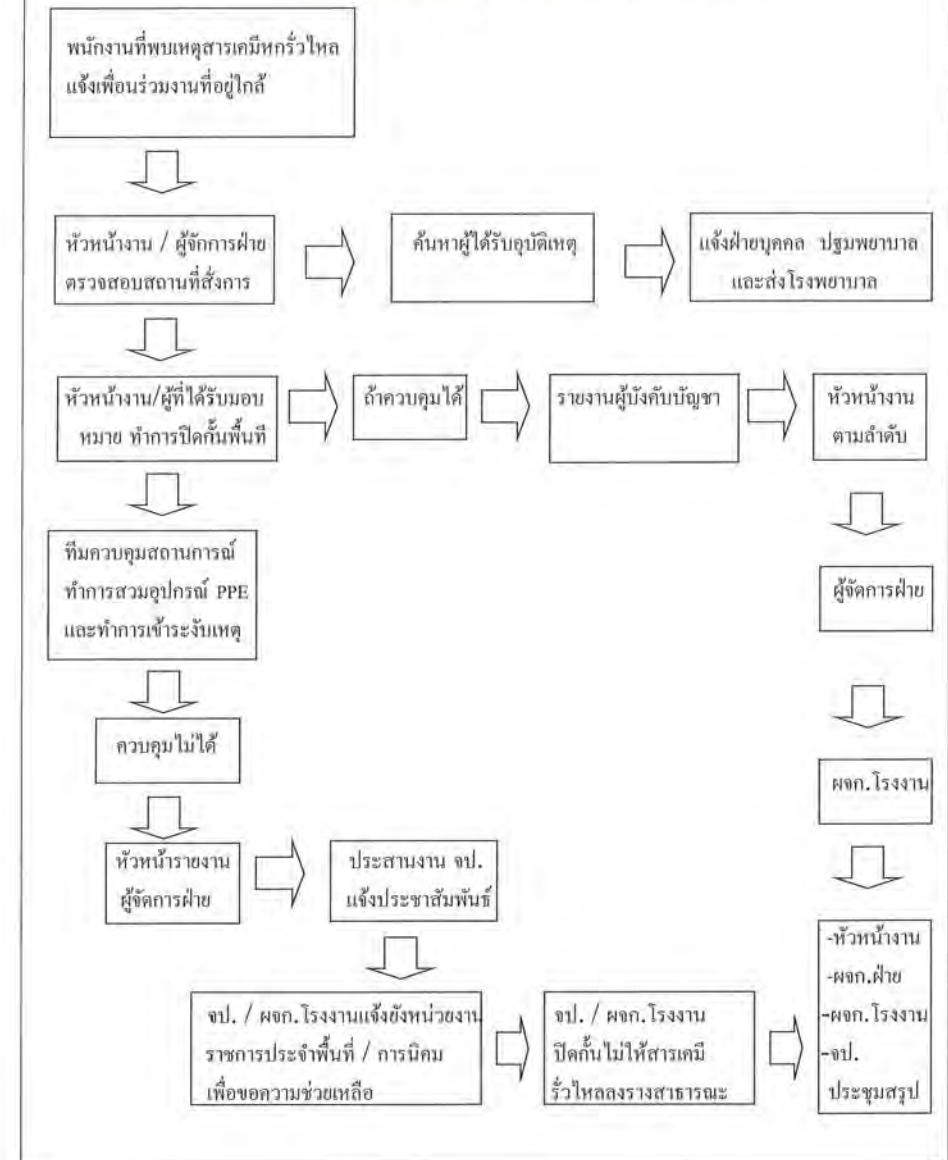 พนักงานที่พบเหตุสารเคมีหกรั่วไหล
แจ้งเพื่อนร่วมงานที่อยู่ใกล้
หัวหน้างาน / ผู้จักการฝ่าย
ตรวจสอบสถานที่สั่งการ
ค้นหาผู้ได้รับอุบัติเหตุ
แจ้งฝ่ายบุคคล ปฐมพยาบาล
และส่งโรงพยาบาล
หัวหน้างาน/ผู้ที่ได้รับมอบ
หมาย ทำการปิดกั้นพื้นที่
ถ้าควบคุมได้
รายงานผู้บังคับบัญชา
หัวหน้างาน
ตามลำดับ
ทีมควบคุมสถานการณ์
ทำการสวมอุปกรณ์ PPE
และทำการเข้าระงับเหตุ
ผู้จัดการฝ่าย
ควบคุมไม่ได้
ผจก.โรงงาน
หัวหน้ารายงาน
ผู้จัดการฝ่าย
ประสานงาน จป.
แจ้งประชาสัมพันธ์
จป. / ผจก.โรงงานแจ้งยังหน่วยงาน
ราชการประจำพื้นที่ / การนิคม
เพื่อขอความช่วยเหลือ
จป. / ผจก.โรงงาน
ปิดกั้นไม่ให้สารเคมี
รั่วไหลลงรางสาธารณะ
-หัวหน้างาน
-ผจก.ฝ่าย
-ผจก.โรงงาน
-จป.
ประชุมสรุป